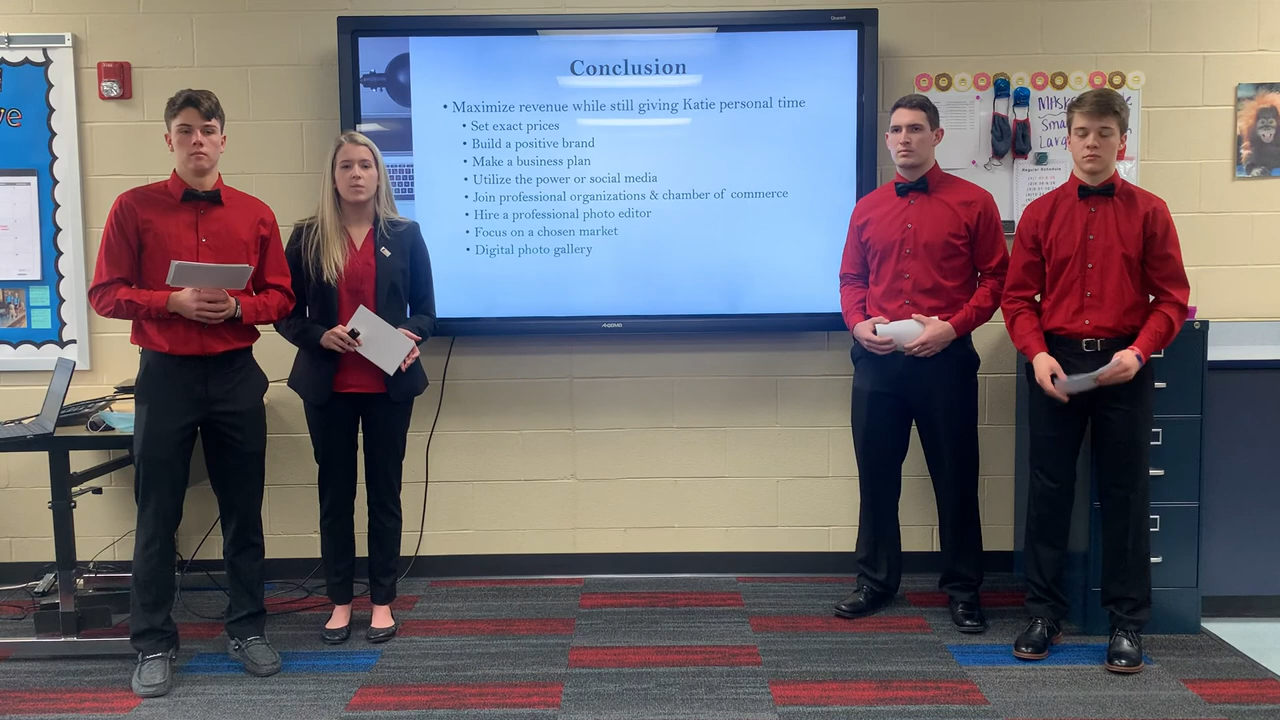 Conclusion
• Maximize revenue while still giving Katie personal time
• Set exact prices
• Build a positive brand
• Make a business plan
• Utilize the power or social media
• Join professional organizations & chamber of commerce
• Hire a professional photo editor
• Focus on a chosen market
• Digital photo gallery
Regular Schedule